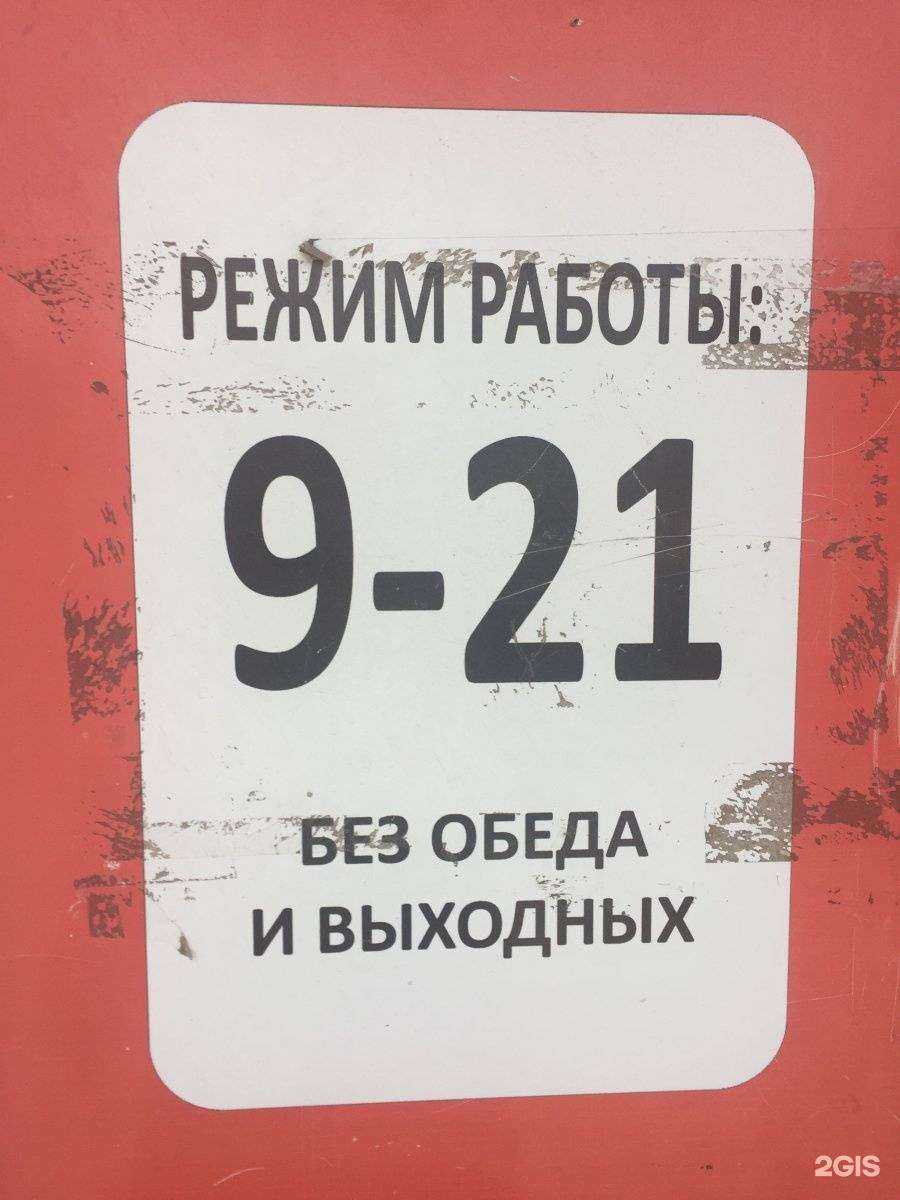 РЕЖИМ РАБОТЫ:
9-21
БЕЗ ОБЕДА
И ВЫХОДНЫХ
2GIS